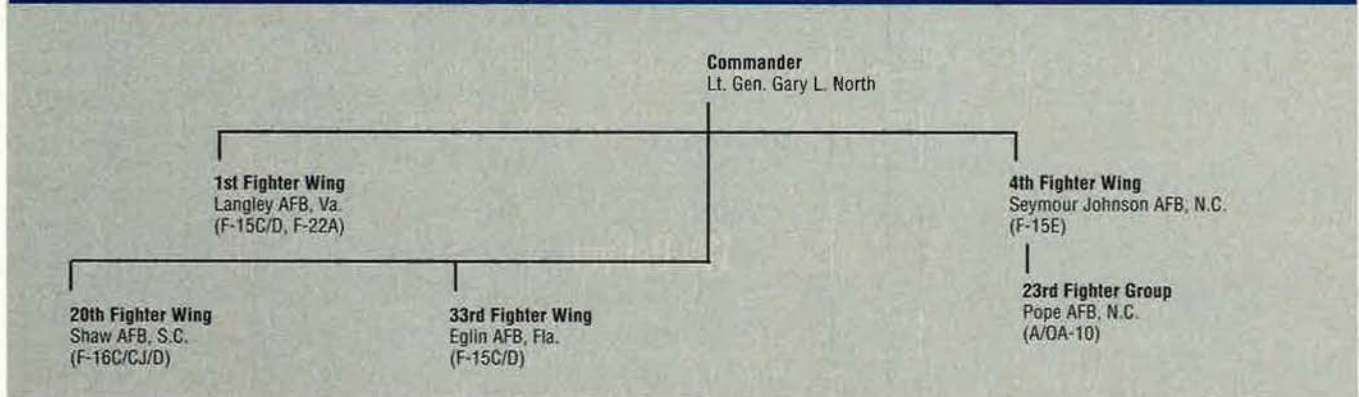 Commander
Lt. Gen. Gary L. North
1st Fighter Wing
Langley AFB, Va.
(F-15C/D, F-22A)
4th Fighter Wing
Seymour Johnson AFB, N.C.
(F-15E)
20th Fighter Wing
Shaw AFB, S.C.
(F-16C/CJ/D)
33rd Fighter Wing
Eglin AFB, Fla.
(F-15C/D)
23rd Fighter Group
Pope AFB, N.C.
(A/OA-10)